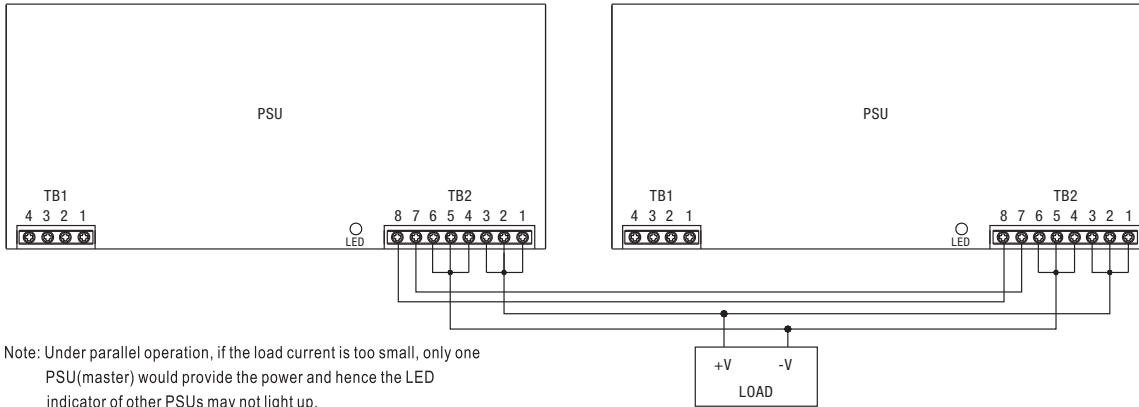 PSU
PSU
TB1
TB2
TB1
TB2
4 3 2 1
8 7 6 5 4 3 2 1
4 3 2 1
8 7 6 5 4 3 2 1
LED
LED
Note: Under parallel operation, if the load current is too small, only one
PSU(master) would provide the power and hence the LED
indicator of other PSUs may not light up.
+V -V
LOAD